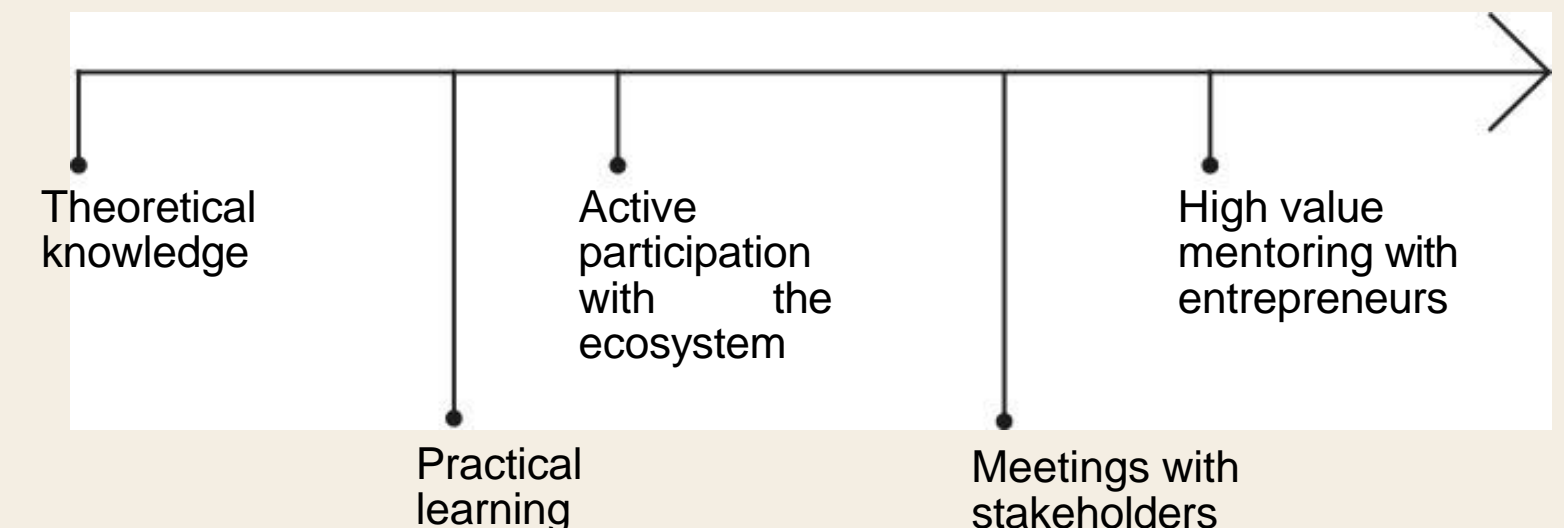 Theoretical
knowledge
Active
participation
with the
ecosystem
High value
mentoring with
entrepreneurs
Practical
learning
Meetings with
stakeholders